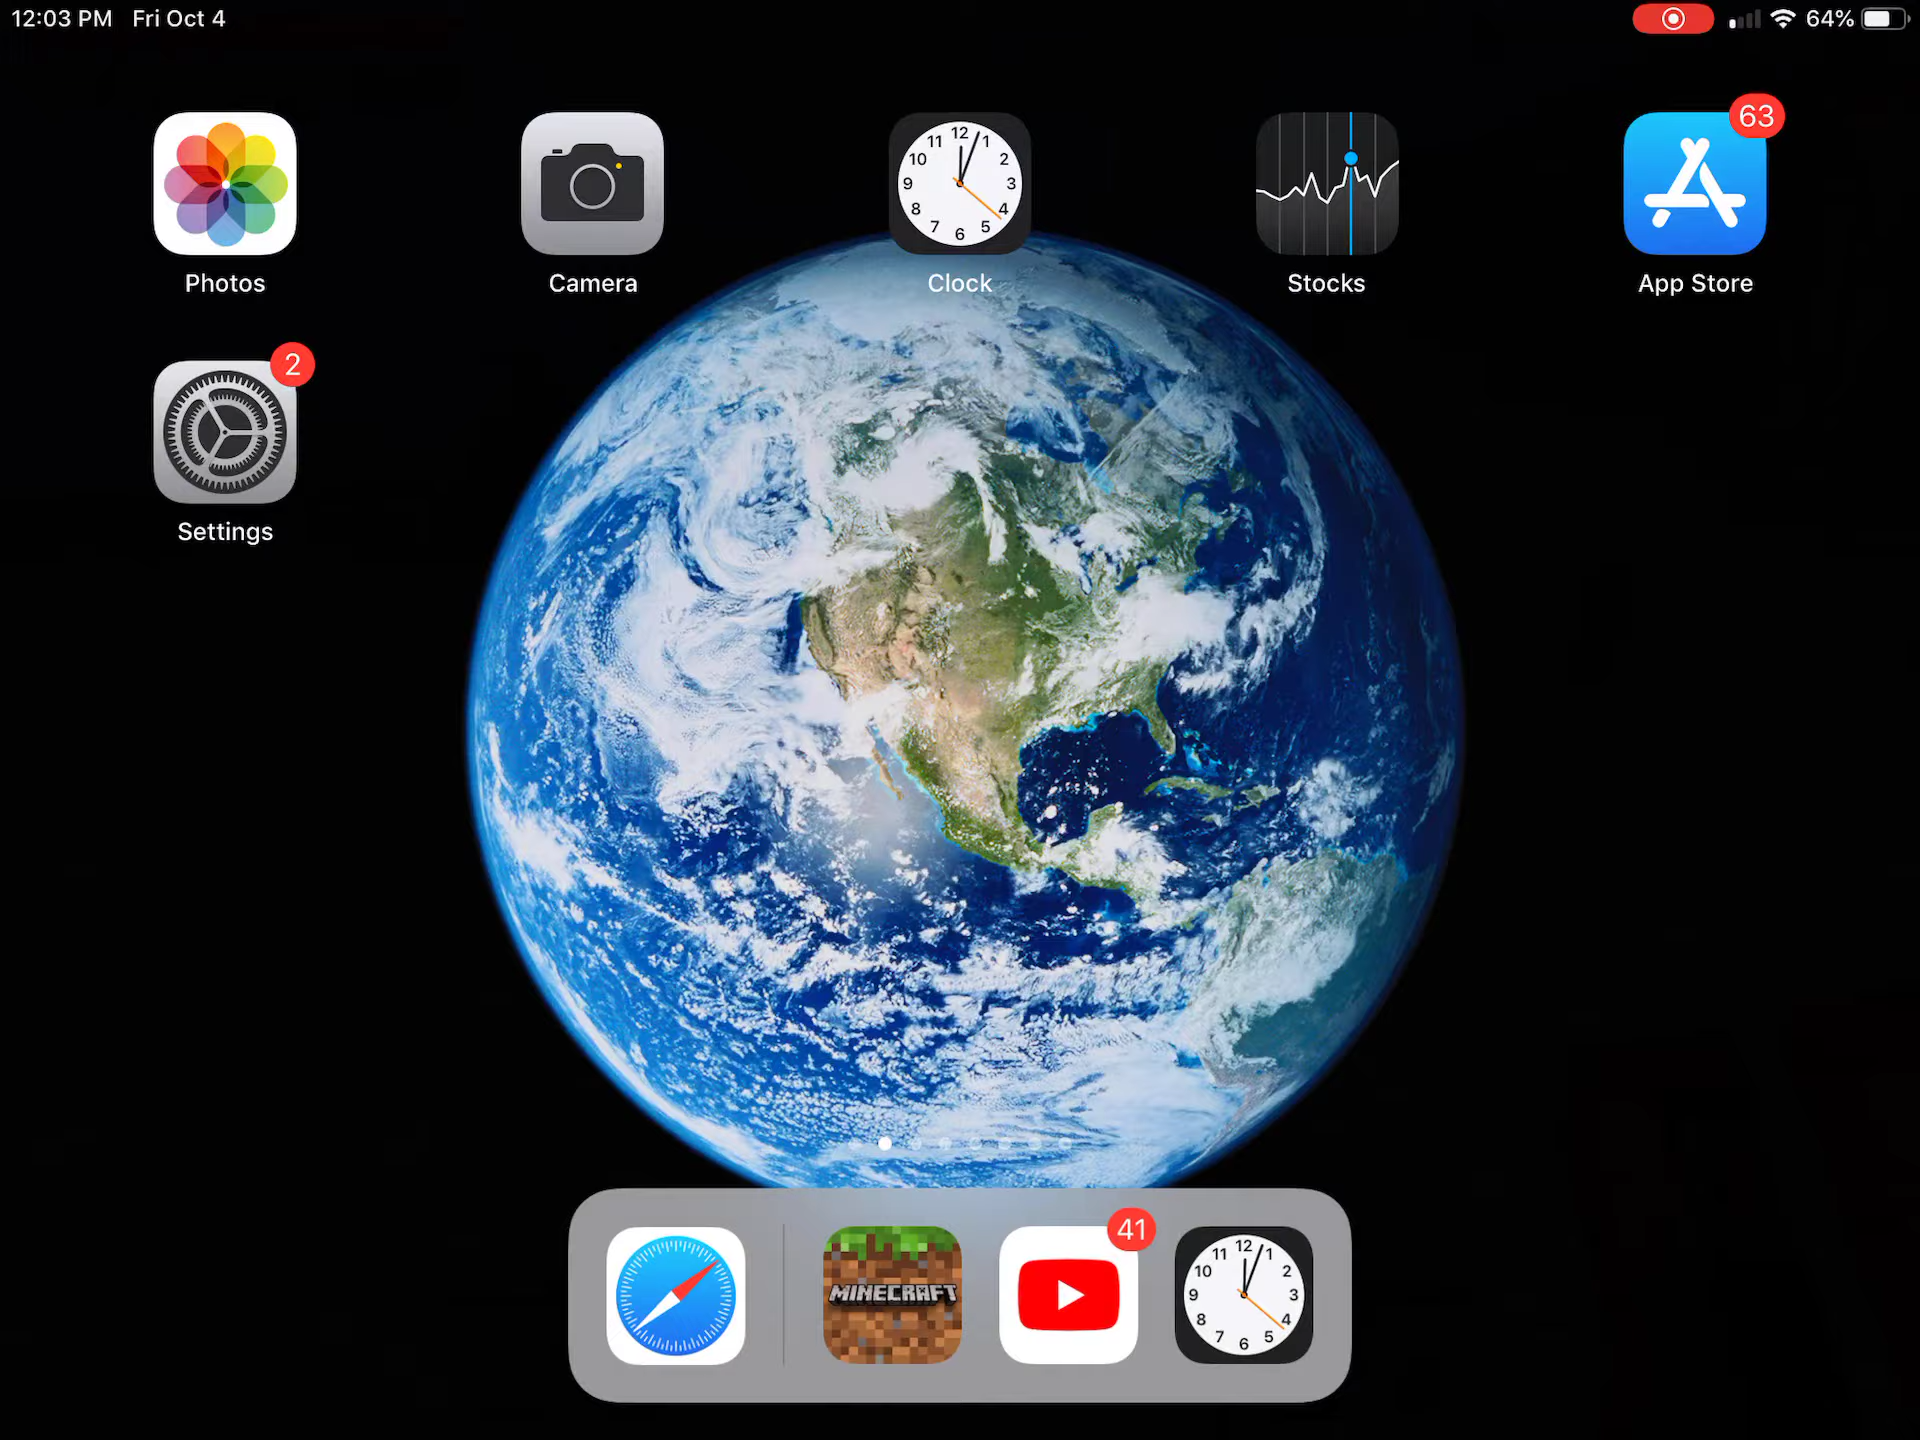 12:03 PM Fri Oct 4
64%
63
Photos
Camera
Clock
Stocks
App Store
2
Settings
41
MINECRAFT